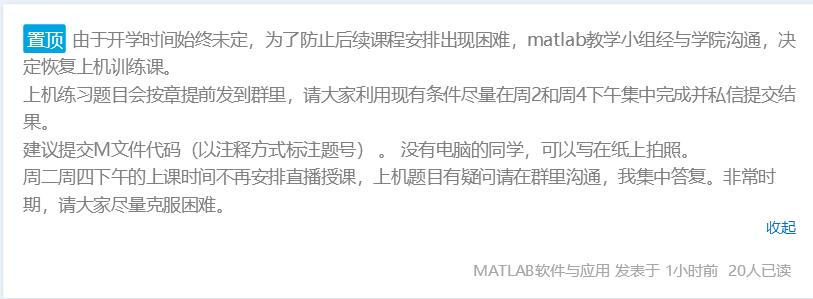 置顶 由于开学时间始终未定，为了防止后续课程安排出现困难，matlab教学小组经与学院沟通，决
定恢复上机训练课。
上机练习题目会按章提前发到群里，请大家利用现有条件尽量在周2和周4下午集中完成并私信提交结
果。
建议提交M文件代码（以注释方式标注题号） 。 没有电脑的同学，可以写在纸上拍照。
周二周四下午的上课时间不再安排直播授课，上机题目有疑问请在群里沟通，我集中答复。非常时
期，请大家尽量克服困难。
收起
MATLAB软件与应用 发表于 1小时前 20人已读